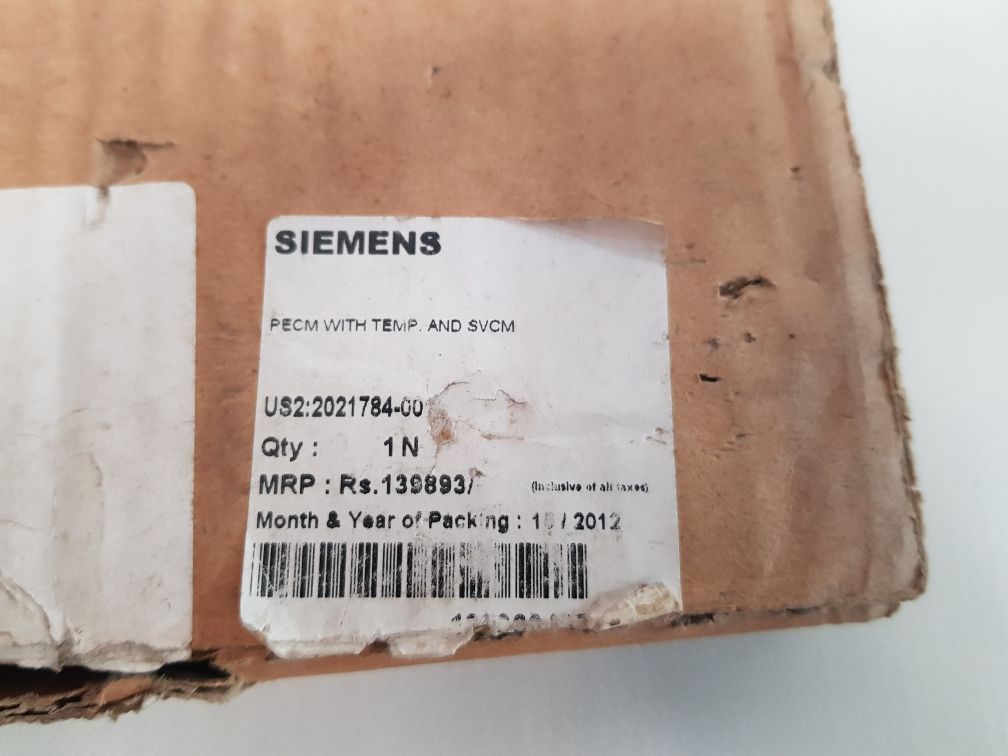 SIEMENS
PECM WITH TEMP. AND SVCM
US2:2021784-00
Qty : 1 N
MRP : Rs.139893/ (Inclusive of all taxes)
Month & Year of Packing : / 2012